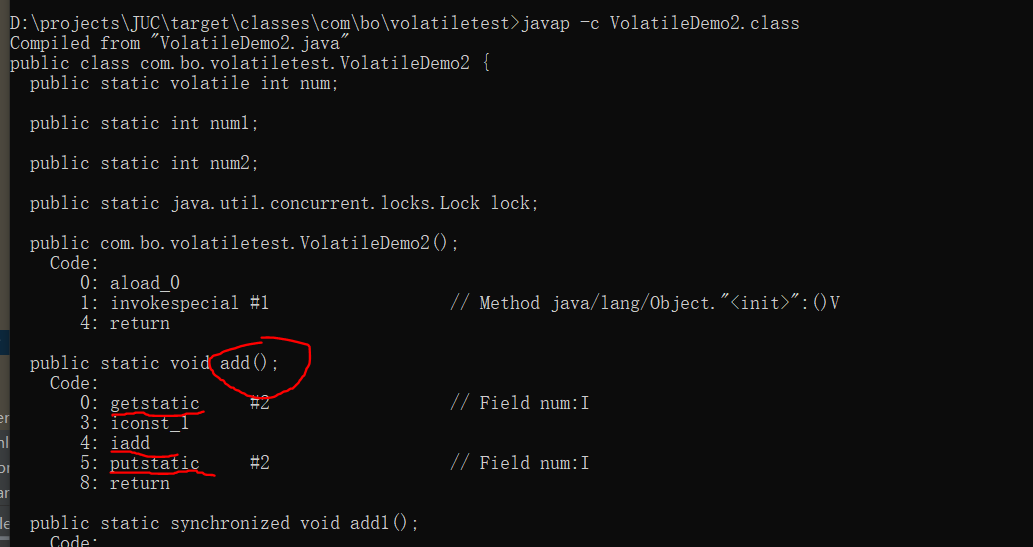 D:\projects\JUC\target\classes\com\bo\volatiletest>javap -c VolatileDemo2.class
Compiled from "VolatileDemo2.java"
public class com.bo.volatiletest.VolatileDemo2 {
  public static volatile int num;
  public static int num1;
  public static int num2;
  public static java.util.concurrent.locks.Lock lock;
  public com.bo.volatiletest.VolatileDemo2();
    Code:
       0: aload_0
       1: invokespecial #1                  // Method java/lang/Object."<init>":()V
       4: return
  public static void add();
    Code:
       0: getstatic     #2                  // Field num:I
       3: iconst_1
       4: iadd
       5: putstatic     #2                  // Field num:I
       8: return
  public static synchronized void add1();
    Code: